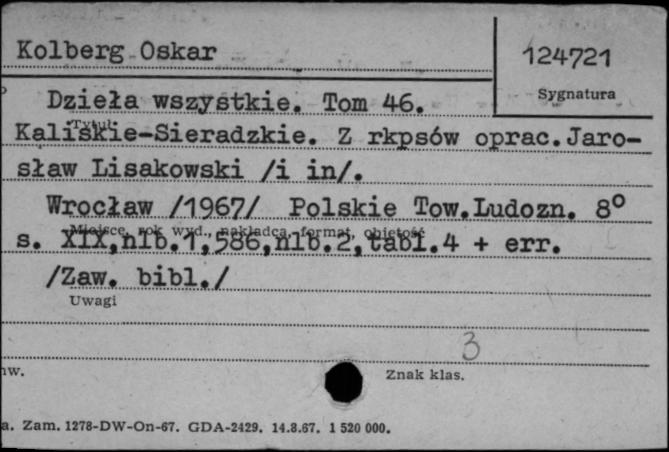 Kolberg Oskar
124721
Sygnatura
Dzieła wszystkie. Tom 46.
Tytuł
Kaliskie-Sieradzkie. Z rkpsów oprac.Jaro-
sław Lisakowski /i in/.
Wrocław /1967/ Polskie Tow.Ludozn. 8°
Miejsce, rok wyd., nakładca, format, objętość
s. XIX,nlb.1,586,nlb.2,tabl.4 + err.
/Zaw. bibl./
Uwagi
3
nw.
Znak klas.
a. Zam. 1278-DW-On-67. GDA-2429. 14.8.67. 1 520 000.